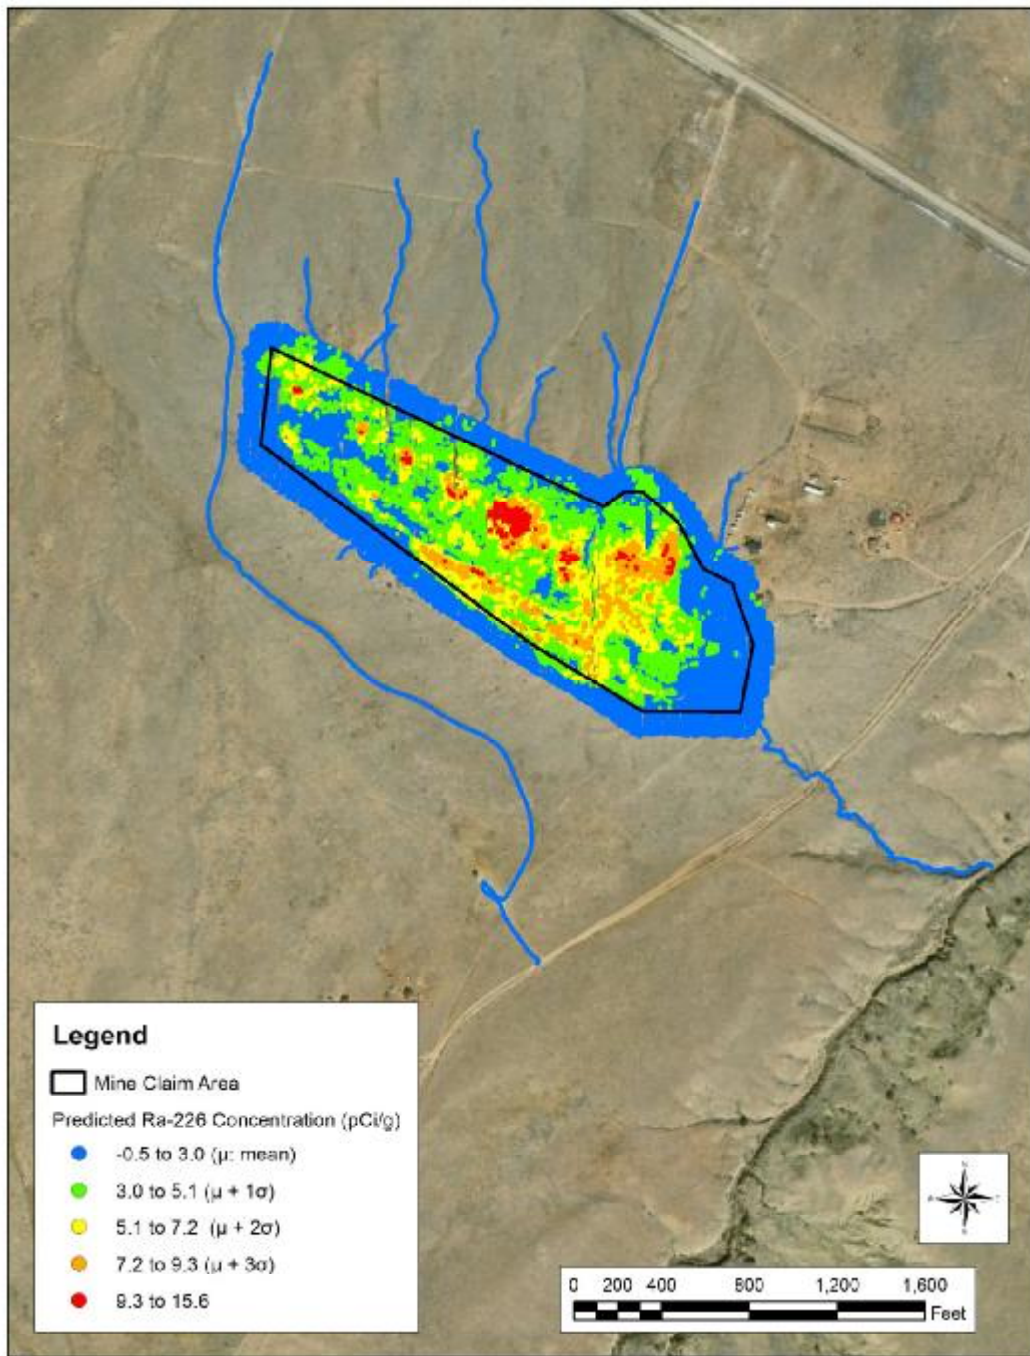 Legend
Mine Claim Area
Predicted Ra-226 Concentration (pCi/g)
-0.5 to 3.0 (μ: mean)
3.0 to 5.1 (μ + 1σ)
5.1 to 7.2 (μ + 2σ)
7.2 to 9.3 (μ + 3σ)
9.3 to 15.6
0 200 400 800 1,200 1,600
Feet